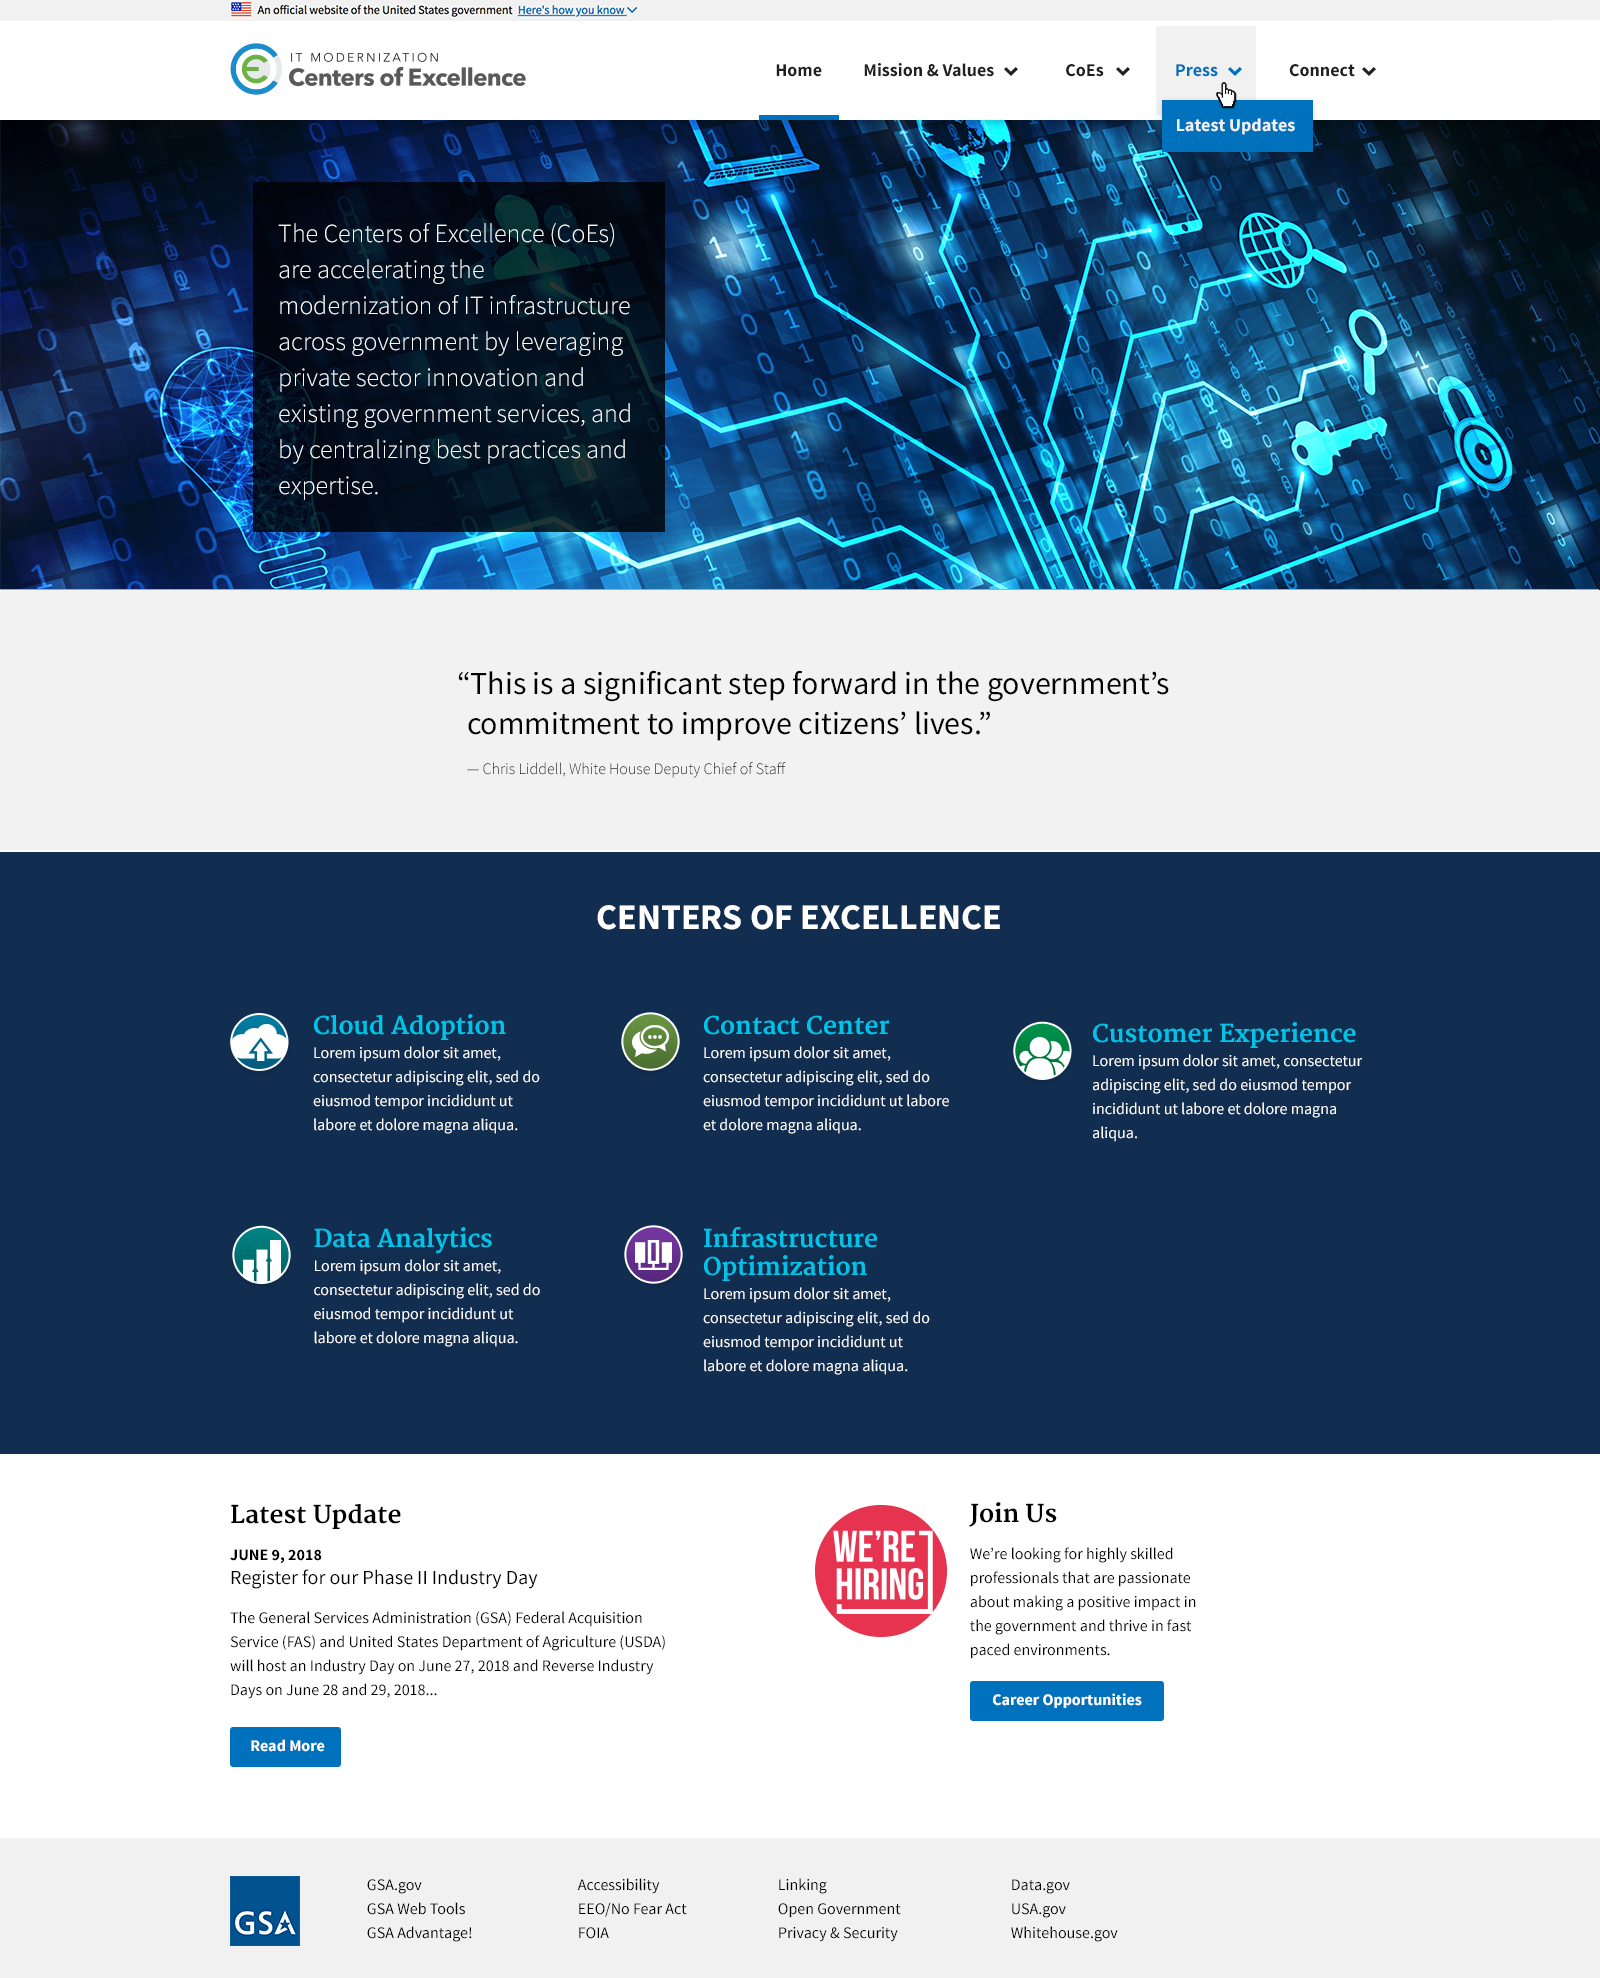 An official website of the United States government Here's how you know
IT MODERNIZATION
Centers of Excellence
Home Mission & Values CoEs Press Connect
Latest Updates
The Centers of Excellence (CoEs)
are accelerating the
modernization of IT infrastructure
across government by leveraging
private sector innovation and
existing government services, and
by centralizing best practices and
expertise.
“This is a significant step forward in the government’s
commitment to improve citizens’ lives.”
— Chris Liddell, White House Deputy Chief of Staff
CENTERS OF EXCELLENCE
Cloud Adoption
Lorem ipsum dolor sit amet,
consectetur adipiscing elit, sed do
eiusmod tempor incididunt ut
labore et dolore magna aliqua.
Contact Center
Lorem ipsum dolor sit amet,
consectetur adipiscing elit, sed do
eiusmod tempor incididunt ut labore
et dolore magna aliqua.
Customer Experience
Lorem ipsum dolor sit amet, consectetur
adipiscing elit, sed do eiusmod tempor
incididunt ut labore et dolore magna
aliqua.
Data Analytics
Lorem ipsum dolor sit amet,
consectetur adipiscing elit, sed do
eiusmod tempor incididunt ut
labore et dolore magna aliqua.
Infrastructure
Optimization
Lorem ipsum dolor sit amet,
consectetur adipiscing elit, sed do
eiusmod tempor incididunt ut
labore et dolore magna aliqua.
Latest Update
JUNE 9, 2018
Register for our Phase II Industry Day
The General Services Administration (GSA) Federal Acquisition
Service (FAS) and United States Department of Agriculture (USDA)
will host an Industry Day on June 27, 2018 and Reverse Industry
Days on June 28 and 29, 2018...
Read More
WE'RE
HIRING
Join Us
We’re looking for highly skilled
professionals that are passionate
about making a positive impact in
the government and thrive in fast
paced environments.
Career Opportunities
GSA
GSA.gov
GSA Web Tools
GSA Advantage!
Accessibility
EEO/No Fear Act
FOIA
Linking
Open Government
Privacy & Security
Data.gov
USA.gov
Whitehouse.gov